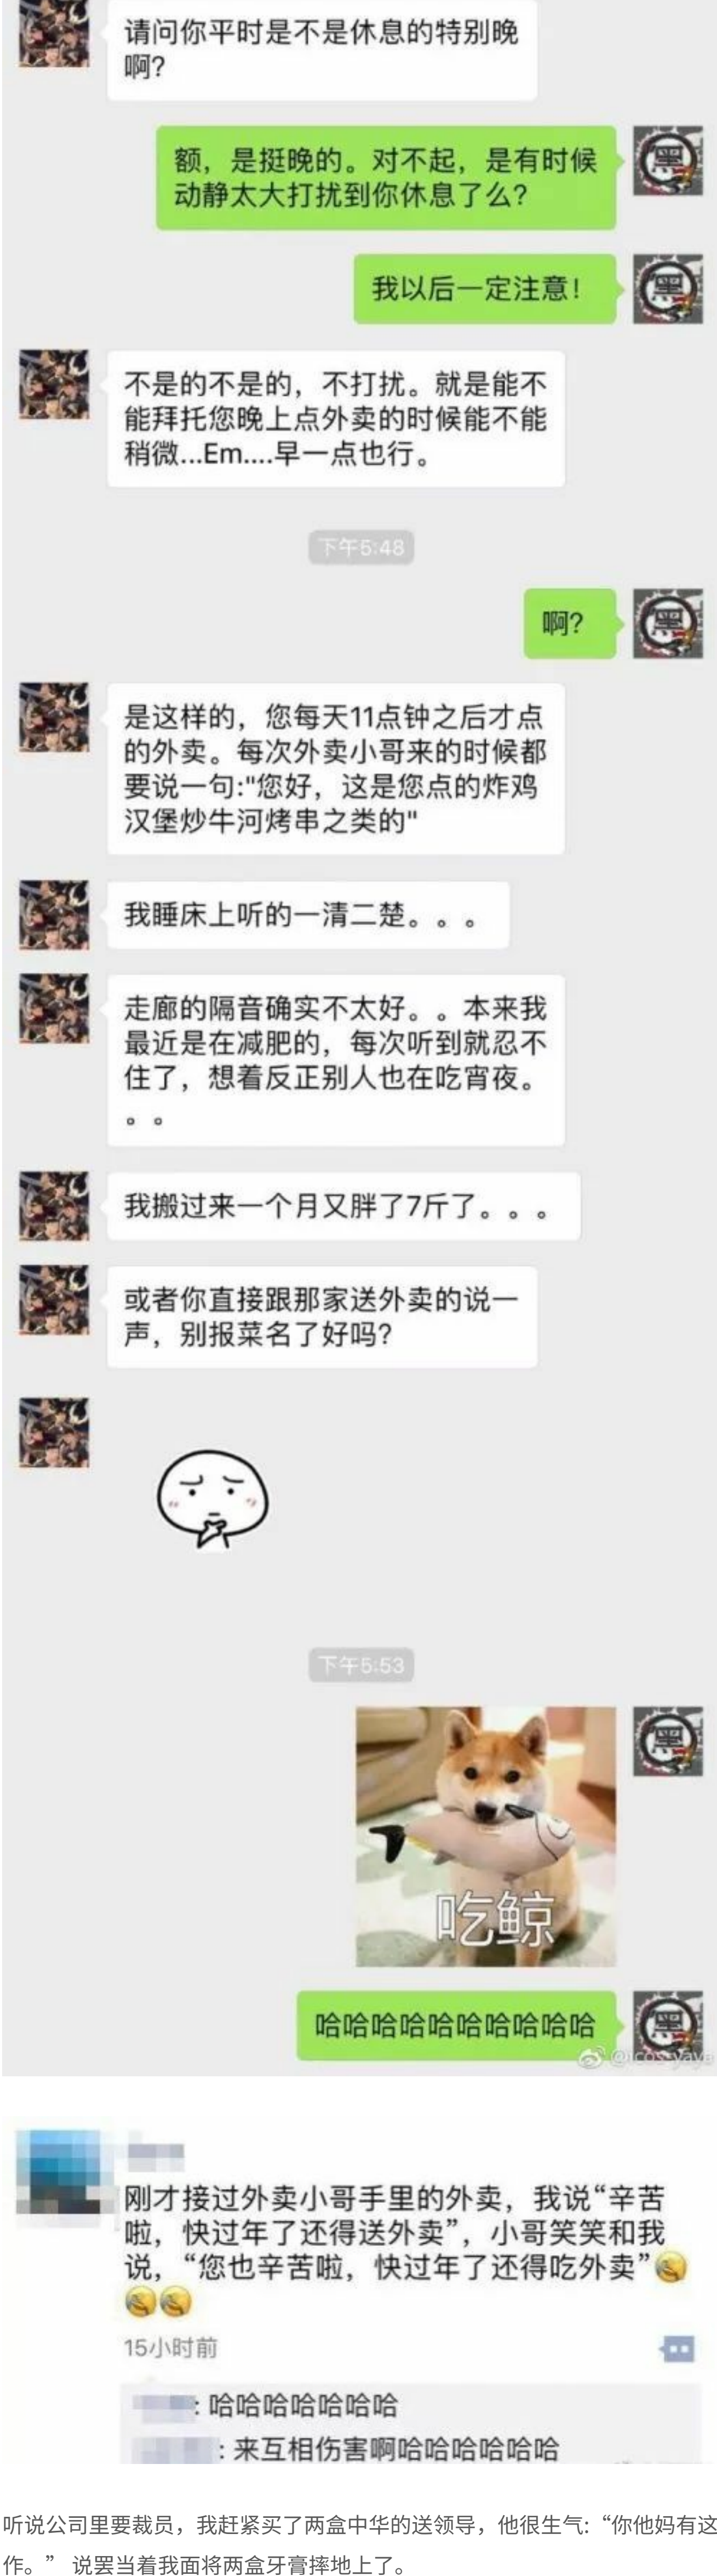 请问你平时是不是休息的特别晚
啊?
额，是挺晚的。对不起，是有时候
动静太大打扰到你休息了么?
我以后一定注意!
不是的不是的，不打扰。就是能不
能拜托您晚上点外卖的时候能不能
稍微...Em....早一点也行。
下午5:48
啊?
是这样的，您每天11点钟之后才点
的外卖。每次外卖小哥来的时候都
要说一句:"您好，这是您点的炸鸡
汉堡炒牛河烤串之类的"
我睡床上听的一清二楚。。。
走廊的隔音确实不太好。。本来我
最近是在减肥的，每次听到就忍不
住了，想着反正别人也在吃宵夜。
。。
我搬过来一个月又胖了7斤了。。。
或者你直接跟那家送外卖的说一
声，别报菜名了好吗?
下午5:53
吃鲸
哈哈哈哈哈哈哈哈哈哈
刚才接过外卖小哥手里的外卖，我说“辛苦
啦，快过年了还得送外卖”，小哥笑笑和我
说，“您也辛苦啦，快过年了还得吃外卖”
15小时前
: 哈哈哈哈哈哈哈
: 来互相伤害啊哈哈哈哈哈哈
听说公司里要裁员，我赶紧买了两盒中华的送领导，他很生气:“你他妈有这
作。” 说罢当着我面将两盒牙膏摔地上了。